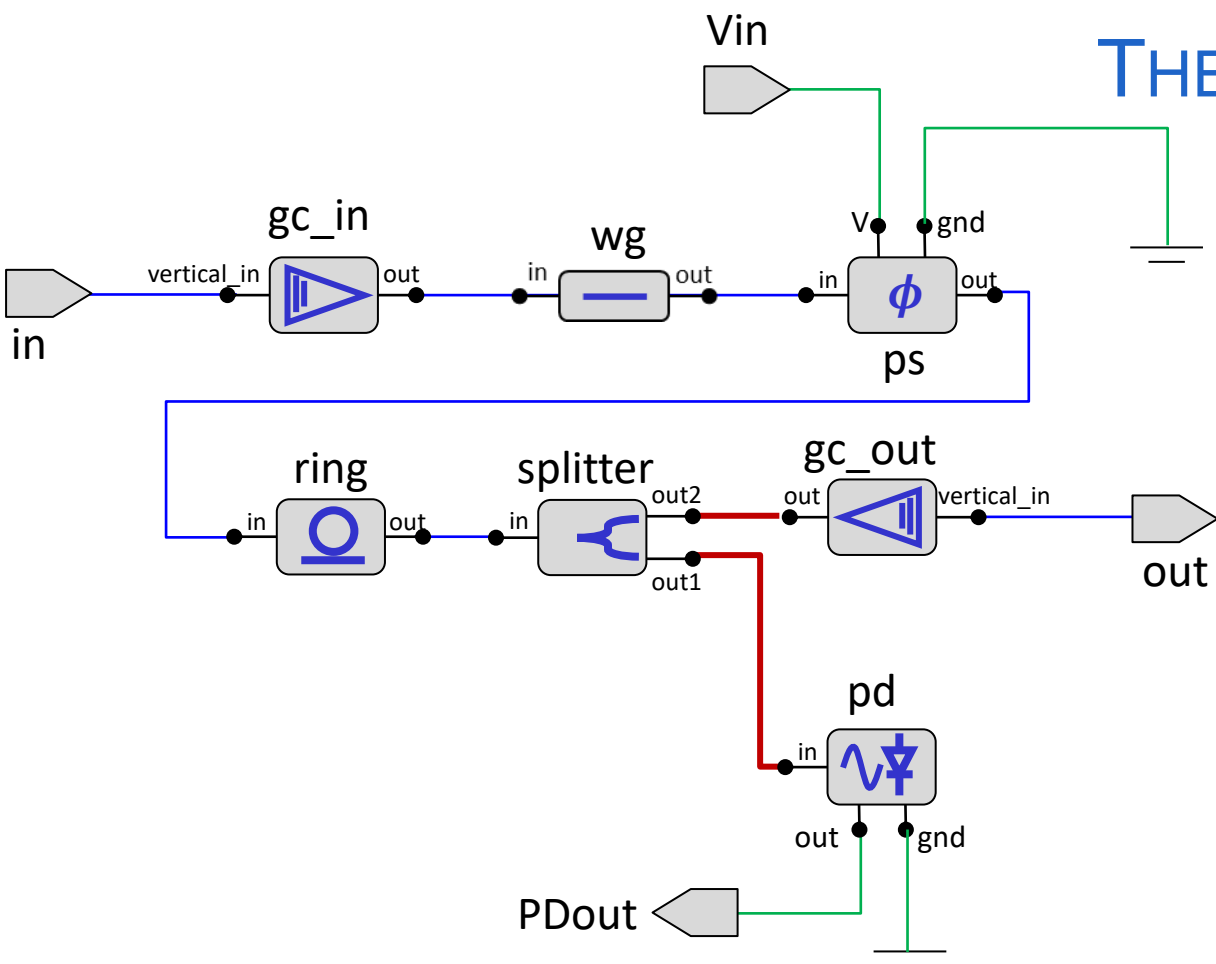 Vin
THE
gc_in
wg
V
gnd
vertical_in
out
in
out
in
out
in
ϕ
ps
ring
splitter
gc_out
in
out
in
out2
out
vertical_in
out1
out
pd
in
out
gnd
PDout